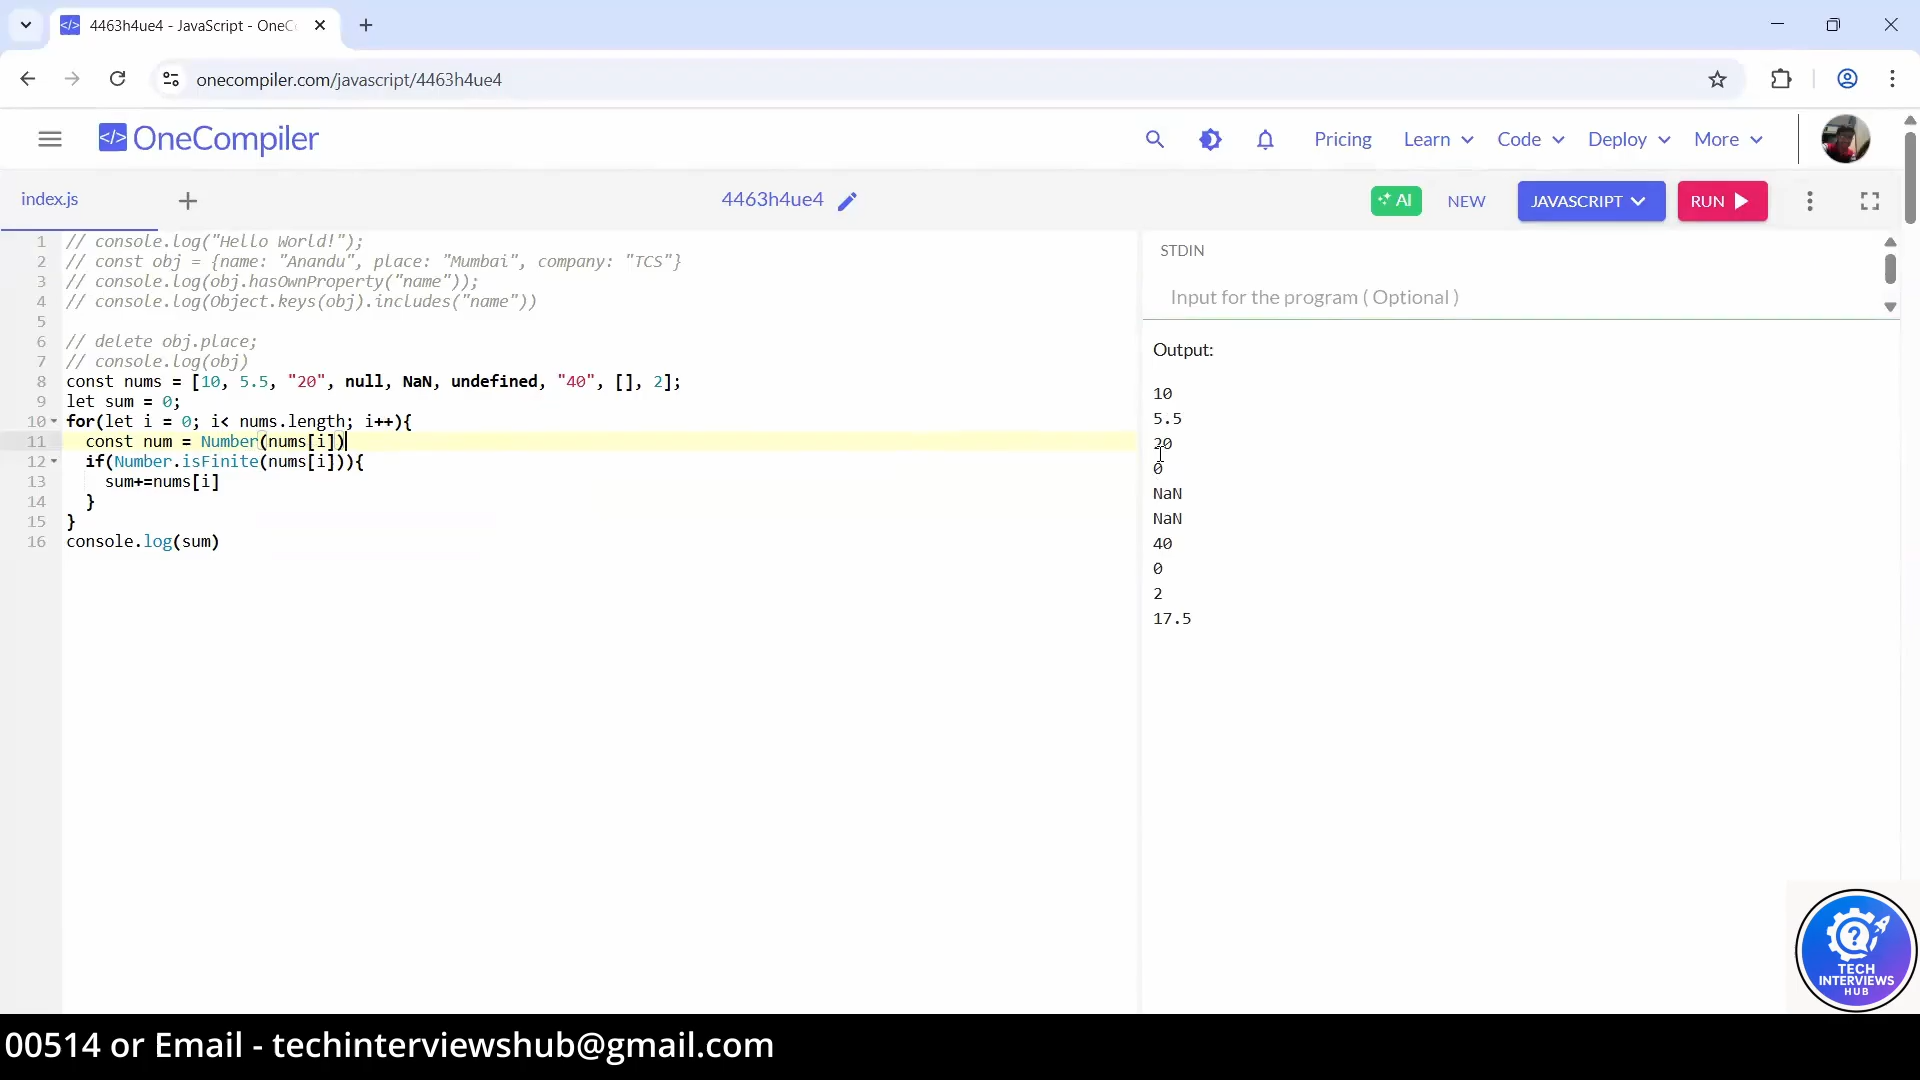 4463h4ue4 - JavaScript - OneC
onecompiler.com/javascript/4463h4ue4
</> OneCompiler
Pricing
Learn
Code
Deploy
More
index.js
4463h4ue4
AI
NEW
JAVASCRIPT
RUN
1 // console.log("Hello World!");
2 // const obj = {name: "Anandu", place: "Mumbai", company: "TCS"}
3 // console.log(obj.hasOwnProperty("name"));
4 // console.log(Object.keys(obj).includes("name"))
5
6 // delete obj.place;
7 // console.log(obj)
8 const nums = [10, 5.5, "20", null, NaN, undefined, "40", [], 2];
9 let sum = 0;
10 for(let i = 0; i< nums.length; i++){
11 const num = Number(nums[i])
12 if(Number.isFinite(nums[i])){
13 sum+=nums[i]
14 }
15 }
16 console.log(sum)
STDIN
Input for the program ( Optional )
Output:
10
5.5
20
0
NaN
NaN
40
0
2
17.5
TECH
INTERVIEWS
HUB
00514 or Email - techinterviewshub@gmail.com